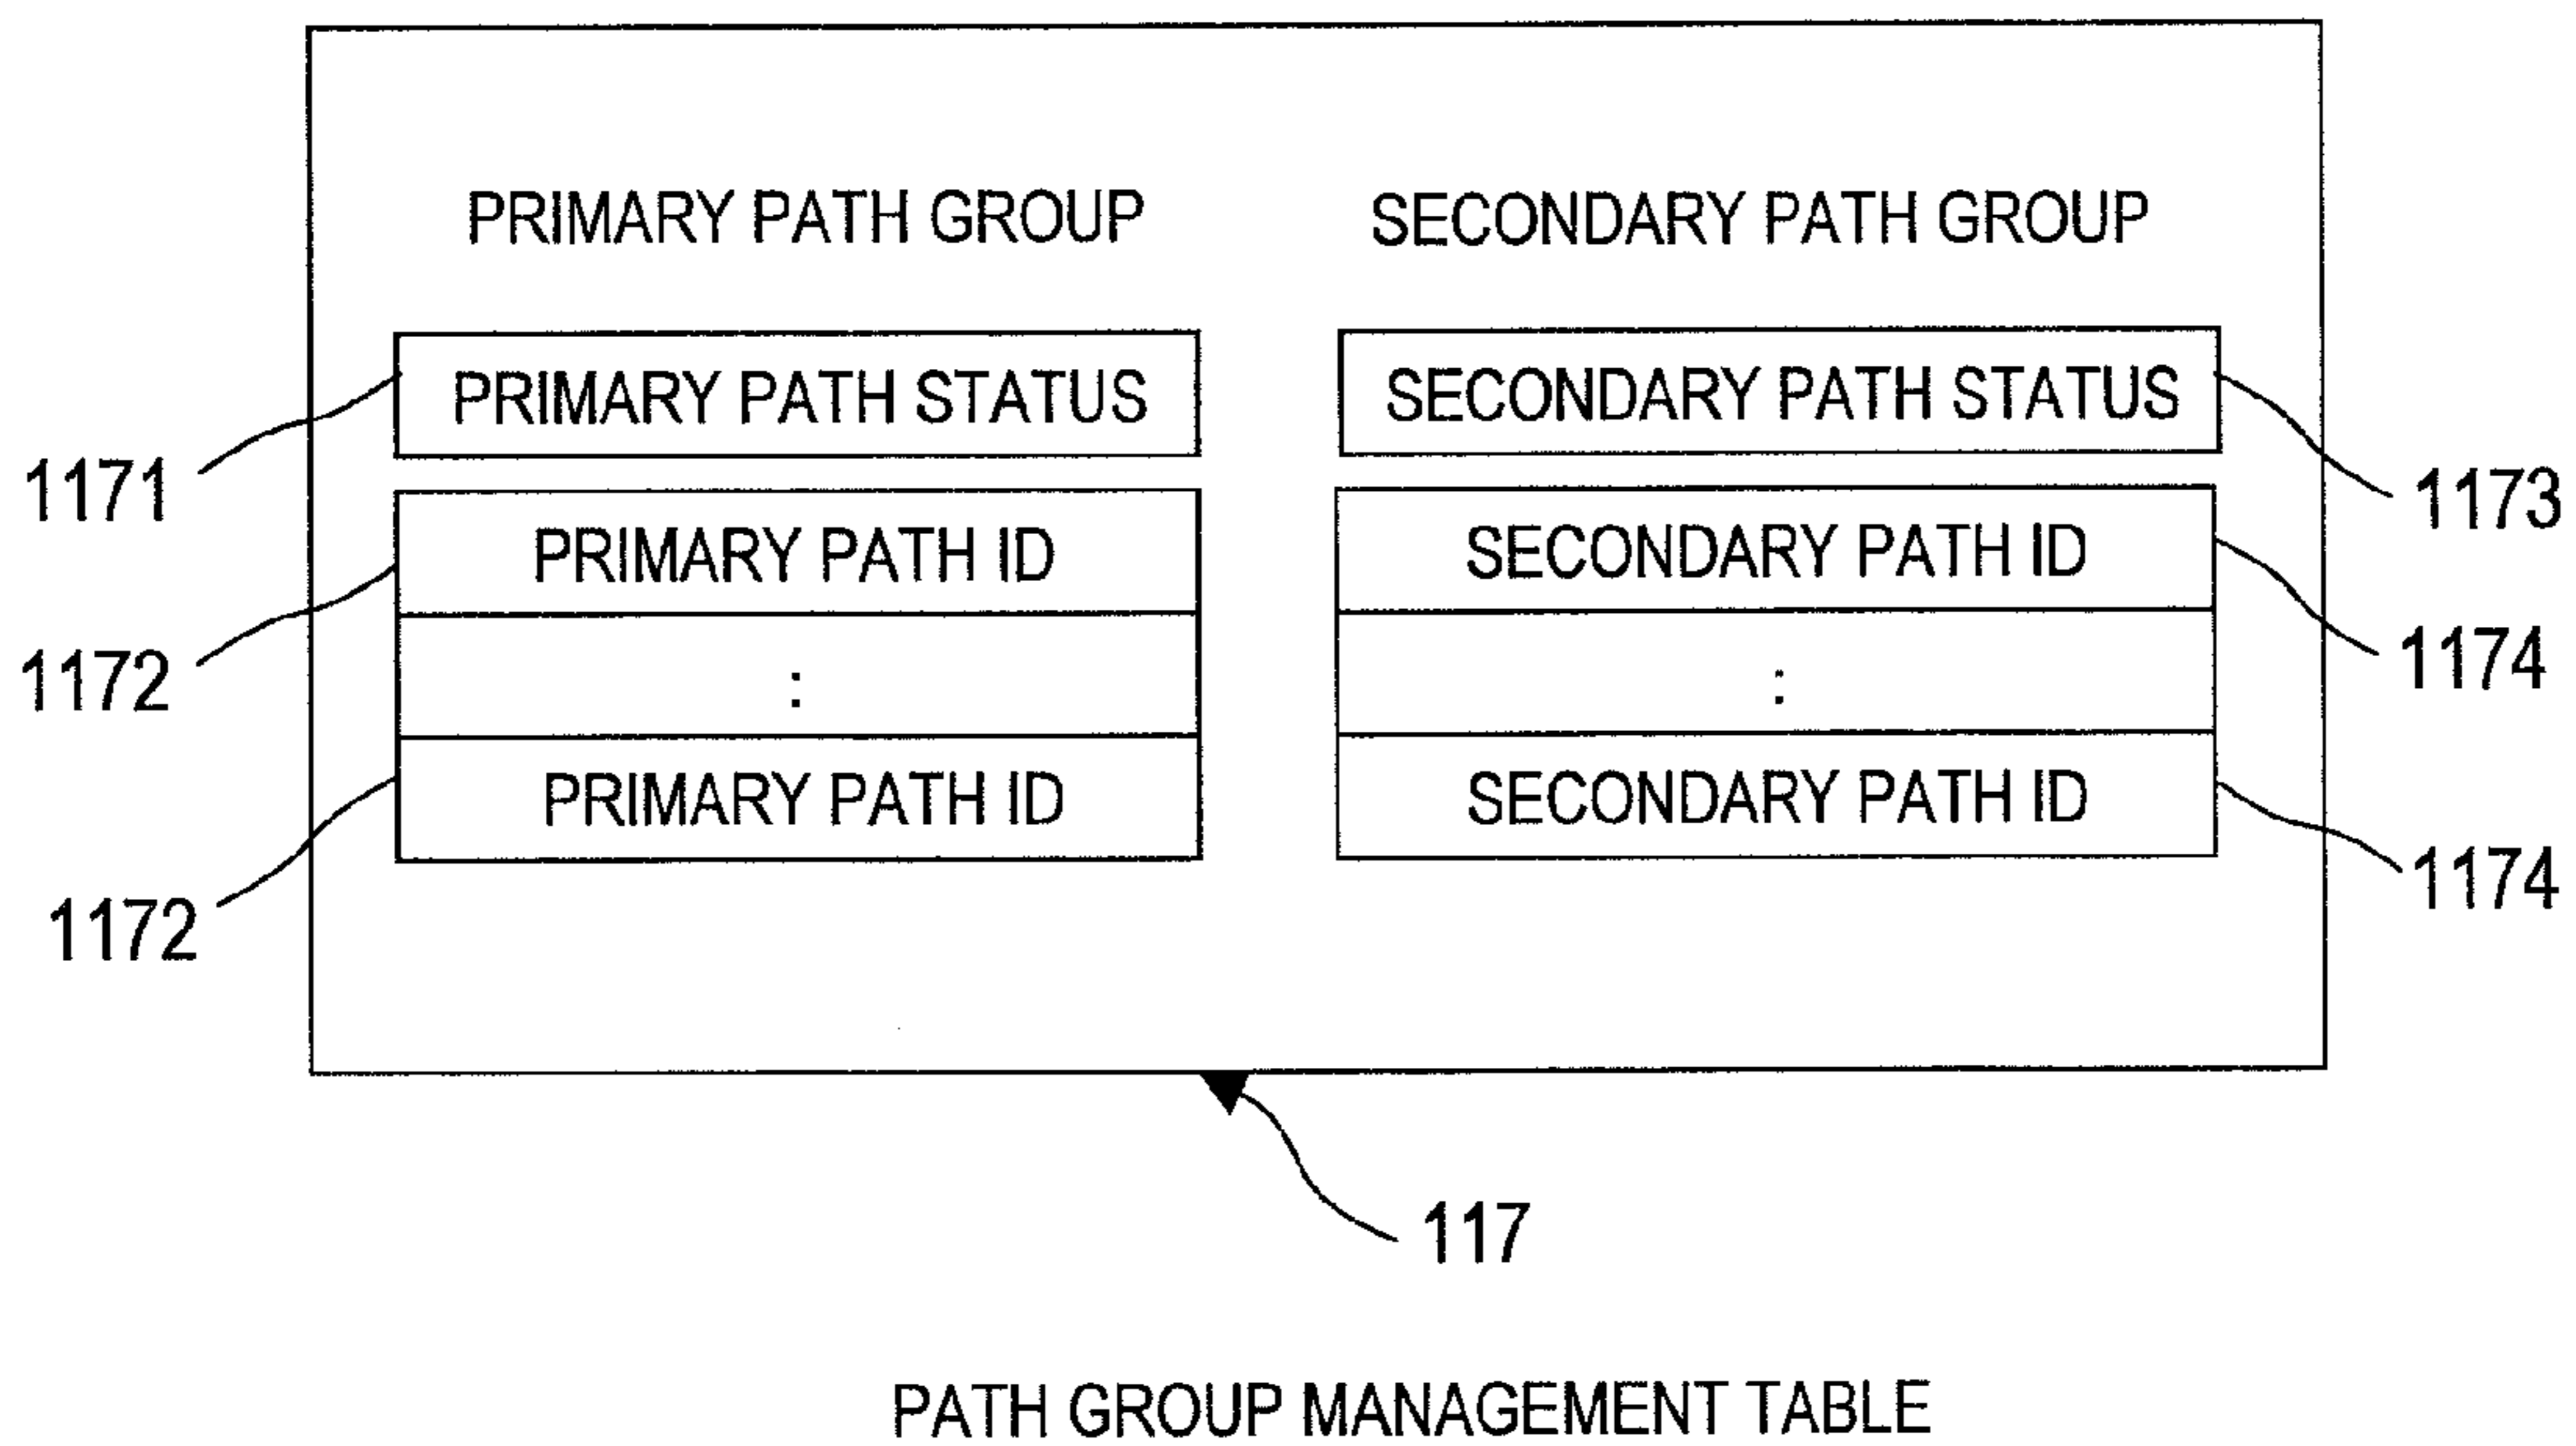 PRIMARY PATH GROUP
SECONDARY PATH GROUP
PRIMARY PATH STATUS
SECONDARY PATH STATUS
1171
1173
PRIMARY PATH ID
SECONDARY PATH ID
1172
1174
:
:
PRIMARY PATH ID
SECONDARY PATH ID
1172
1174
117
PATH GROUP MANAGEMENT TABLE